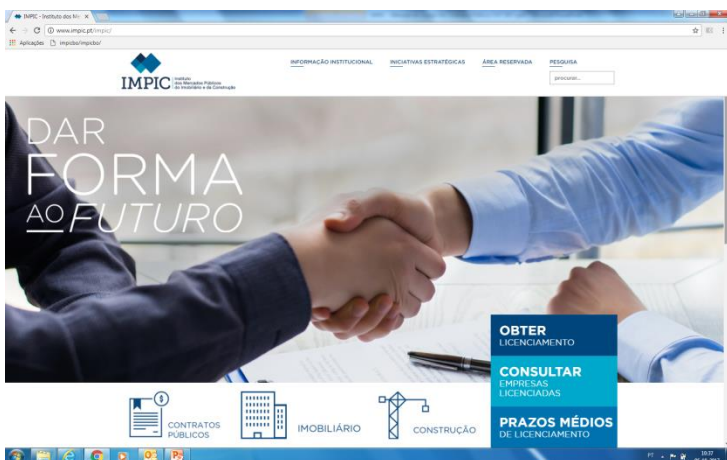 IMPIC - Instituto dos Me
www.impic.pt/impic/
Aplicações
impicbo/impicbo/
IMPIC
Instituto
dos Mercados Públicos
do Imobiliário e da Construção
INFORMAÇÃO INSTITUCIONAL
INICIATIVAS ESTRATÉGICAS
ÁREA RESERVADA
PESQUISA
procurar...
DAR
FORMA
AO FUTURO
OBTER
LICENCIAMENTO
CONSULTAR
EMPRESAS
LICENCIADAS
PRAZOS MÉDIOS
DE LICENCIAMENTO
CONTRATOS
PÚBLICOS
IMOBILIÁRIO
CONSTRUÇÃO
PT
10:37